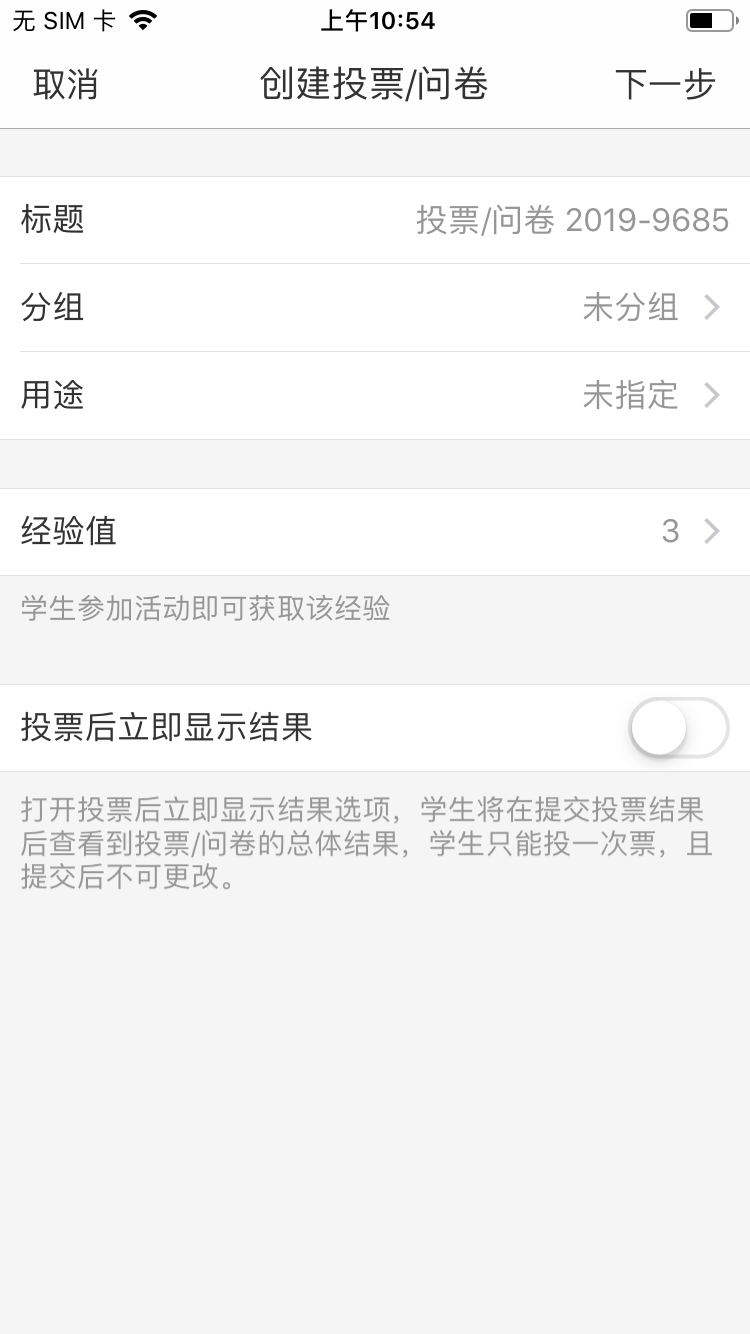 无 SIM 卡 上午10:54
取消 创建投票/问卷 下一步
标题 投票/问卷 2019-9685
分组 未分组
用途 未指定
经验值 3
学生参加活动即可获取该经验
投票后立即显示结果
打开投票后立即显示结果选项，学生将在提交投票结果
后查看到投票/问卷的总体结果，学生只能投一次票，且
提交后不可更改。